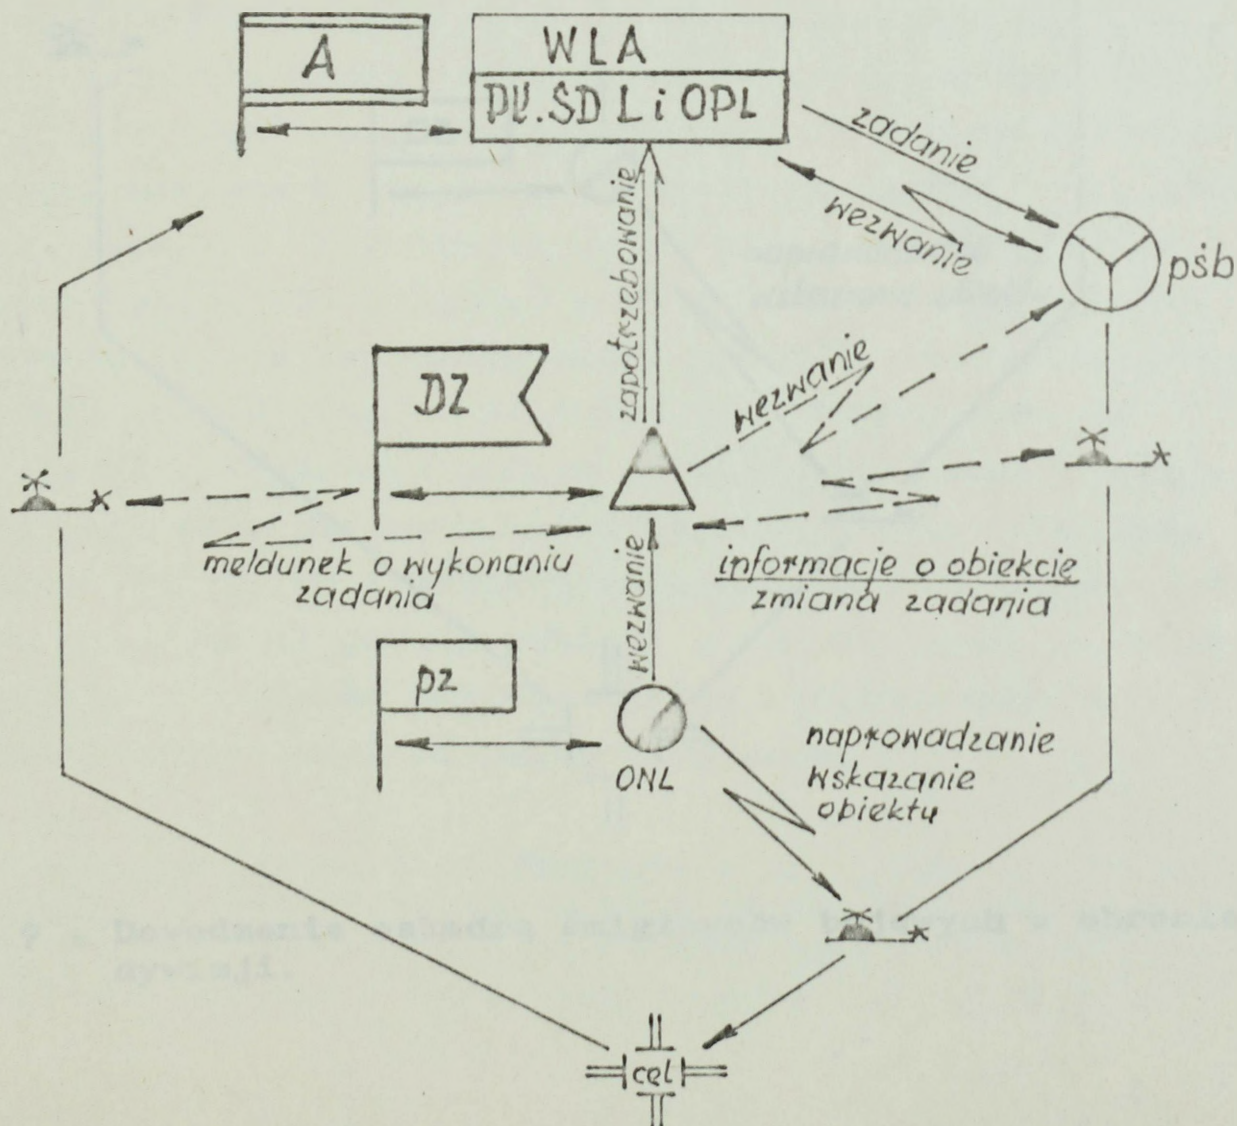 A
WLA
PU.SD L i OPL
zadanie
wezwanie
pśb
zapotrzebowanie
DZ
wezwanie
meldunek o wykonaniu
zadania
informacje o obiekcie
zmiana zadania
wezwanie
pz
ONL
naprowadzanie
wskazanie
obiektu
cel